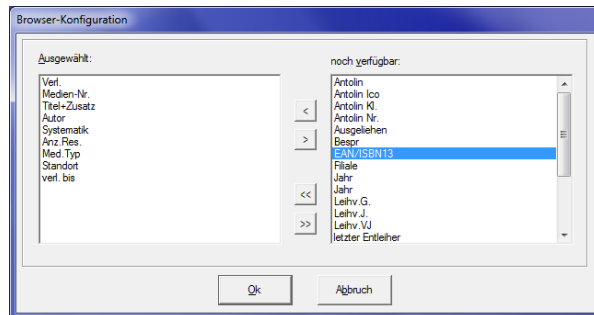 Browser-Konfiguration
Ausgewählt:
Verl.
Medien-Nr.
Titel+Zusatz
Autor
Systematik
Anz.Res.
Med.Typ
Standort
verl. bis
<
>
<<
>>
noch verfügbar:
Antolin
Antolin Ico
Antolin Kl.
Antolin Nr.
Ausgeliehen
Bespr
EAN/ISBN13
Filiale
Jahr
Jahr
Leihv.G.
Leihv.J.
Leihv.VJ
letzter Entleiher
Ok
Abbruch